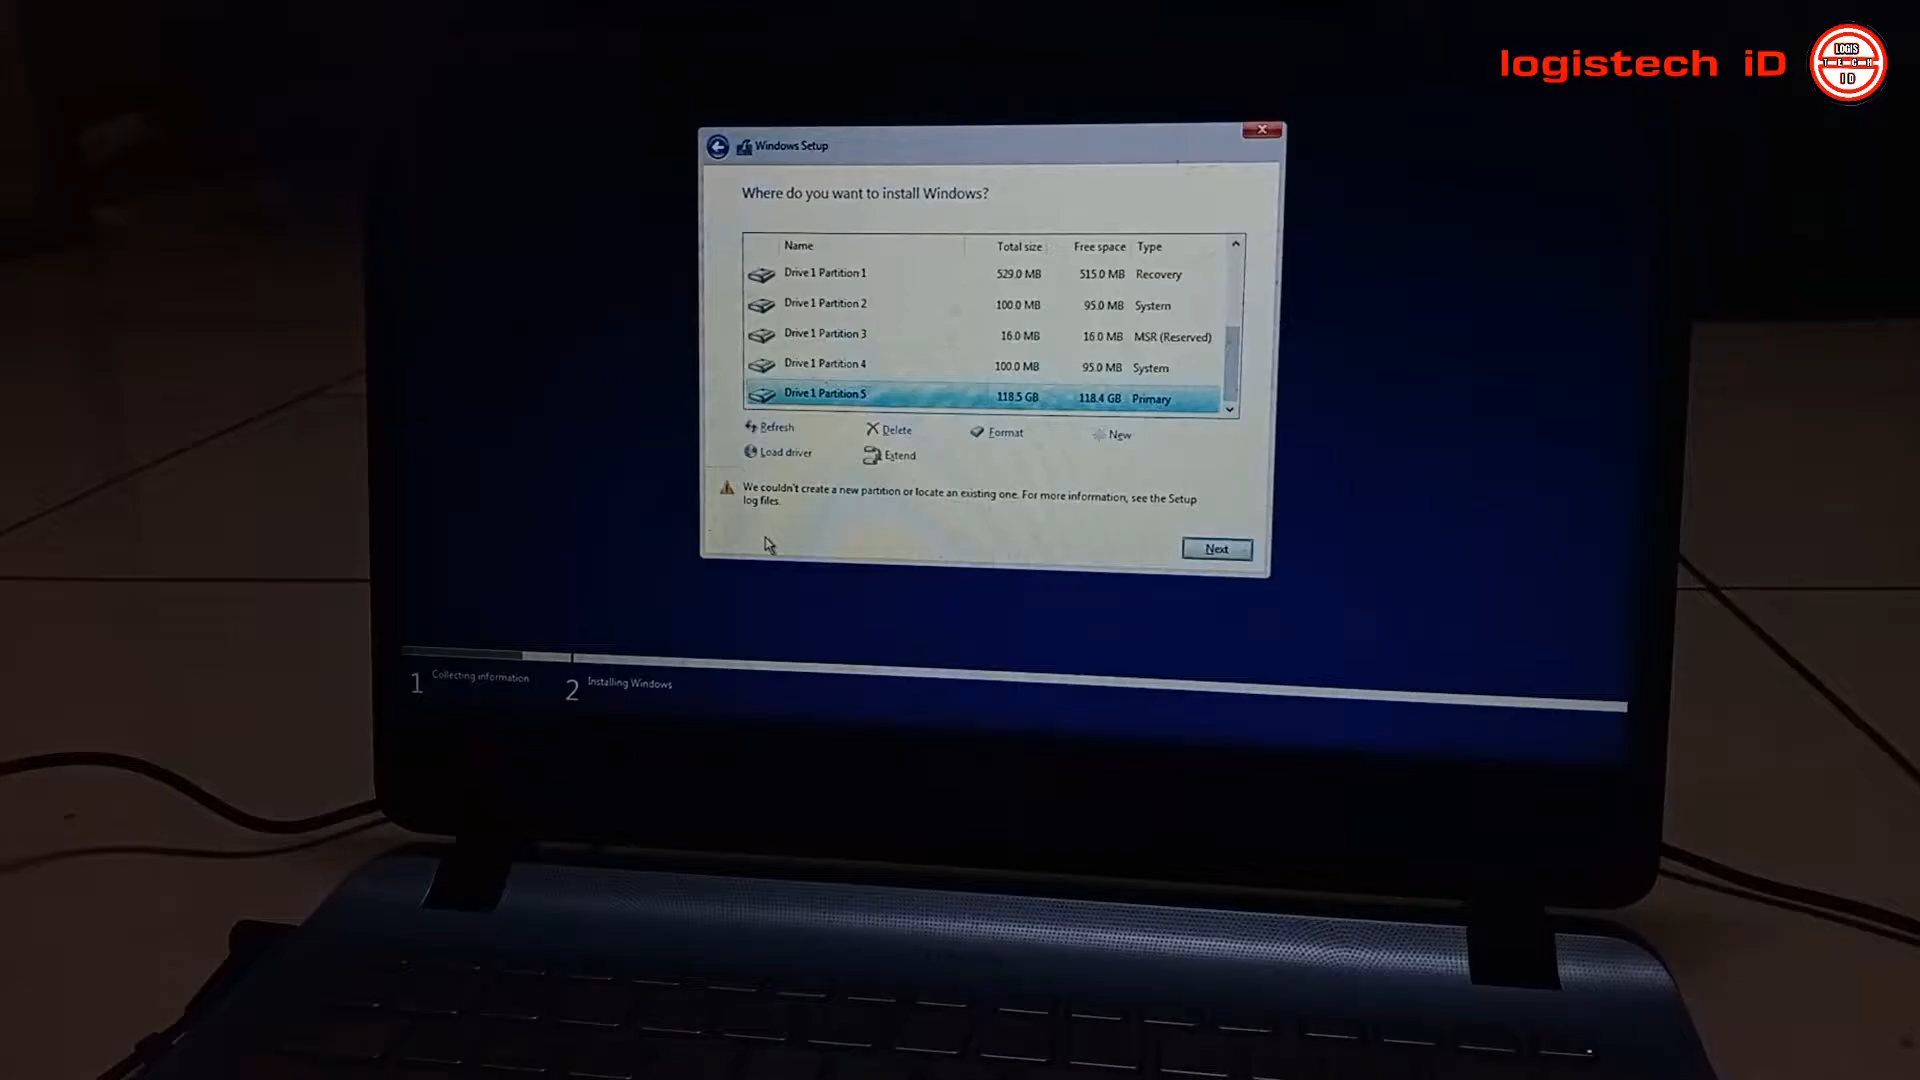 logistech iD
LOGIS
TECH
ID
Windows Setup
Where do you want to install Windows?
Name Total size Free space Type
Drive 1 Partition 1 529.0 MB 515.0 MB Recovery
Drive 1 Partition 2 100.0 MB 95.0 MB System
Drive 1 Partition 3 16.0 MB 16.0 MB MSR (Reserved)
Drive 1 Partition 4 100.0 MB 95.0 MB System
Drive 1 Partition 5 118.5 GB 118.4 GB Primary
Refresh Delete Format New
Load driver Extend
We couldn't create a new partition or locate an existing one. For more information, see the Setup
log files.
Next
1 Collecting information 2 Installing Windows